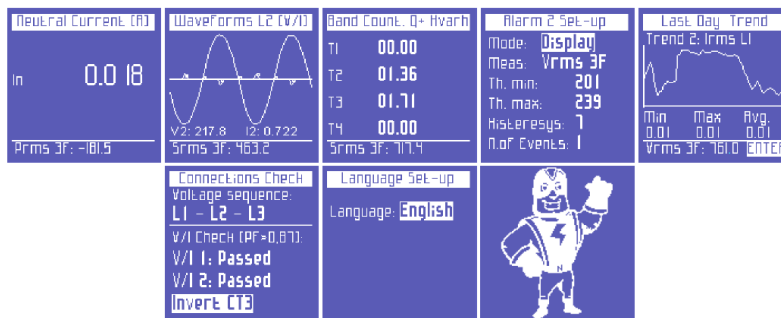 Neutral Current (A)
In 0.018
Prms 3f: -181.5
Waveforms L2 (V/I)
V2: 217.8 I2: 0.722
Srms 3f: 463.2
Band Count. Q+ Kvarh
T1 00.00
T2 01.36
T3 01.71
T4 00.00
Srms 3f: 717.4
Alarm 2 Set-up
Mode: Display
Meas: Vrms 3F
Th. min: 201
Th. max: 239
Histeresys: 7
N.of Events: 1
Last Day Trend
Trend 2: Irms L1
Min Max Avg.
0.01 0.01 0.01
Vrms 3f: 761.0 ENTER
Connections Check
Voltage sequence:
L1 - L2 - L3
V/I Check (PF>0,87):
V/I 1: Passed
V/I 2: Passed
Invert CT3
Language Set-up
Language: English
N